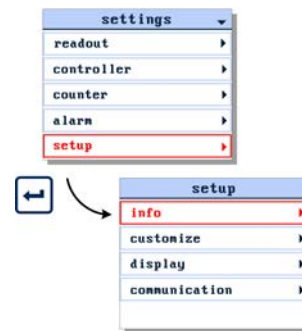 settings
readout
controller
counter
alarm
setup
setup
info
customize
display
communication